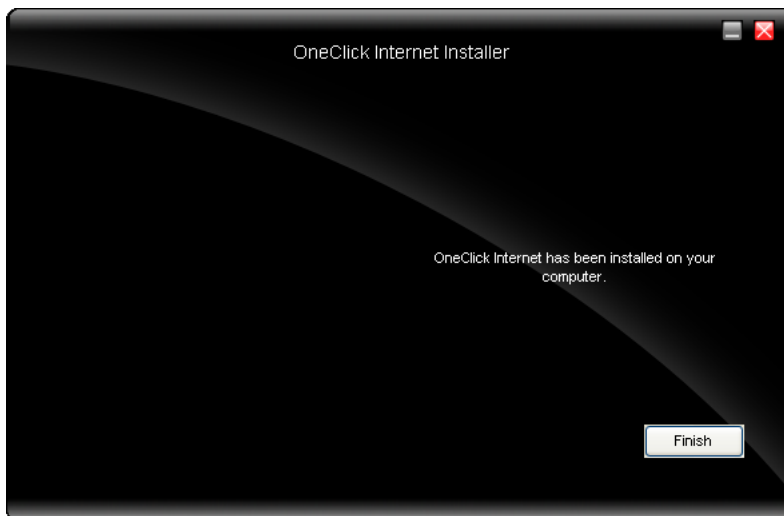 OneClick Internet Installer
OneClick Internet has been installed on your
computer.
Finish